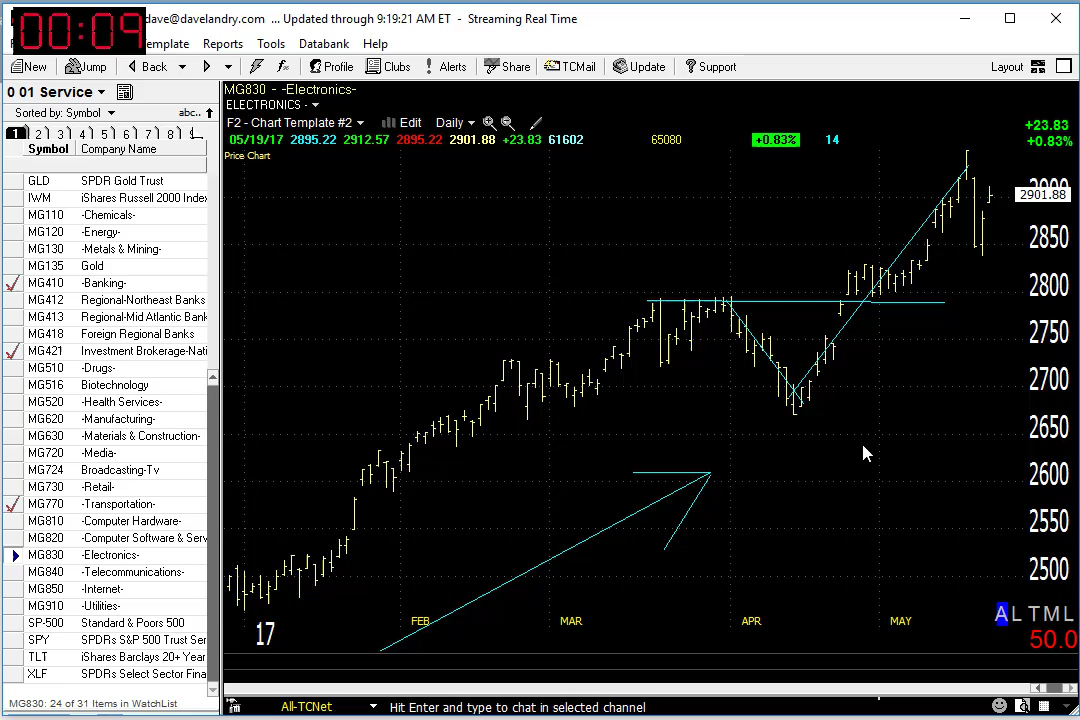 00:09 dave@davelandry.com ... Updated through 9:19:21 AM ET - Streaming Real Time
emplate Reports Tools Databank Help
New Jump Back Profile Clubs Alerts Share TCMail Update Support Layout
0 01 Service
Sorted by: Symbol abc..
1 2 3 4 5 6 7 8
Symbol Company Name
GLD SPDR Gold Trust
IWM iShares Russell 2000 Index
MG110 -Chemicals-
MG120 -Energy-
MG130 -Metals & Mining-
MG135 Gold
MG410 -Banking-
MG412 Regional-Northeast Banks
MG413 Regional-Mid Atlantic Bank
MG418 Foreign Regional Banks
MG421 Investment Brokerage-Nati
MG510 -Drugs-
MG516 Biotechnology
MG520 -Health Services-
MG620 -Manufacturing-
MG630 -Materials & Construction-
MG720 -Media-
MG724 Broadcasting-Tv
MG730 -Retail-
MG770 -Transportation-
MG810 -Computer Hardware-
MG820 -Computer Software & Serv
MG830 -Electronics-
MG840 -Telecommunications-
MG850 -Internet-
MG910 -Utilities-
SP-500 Standard & Poors 500
SPY SPDRs S&P 500 Trust Ser
TLT iShares Barclays 20+ Year
XLF SPDRs Select Sector Fina
MG830: 24 of 31 Items in WatchList
MG830 - -Electronics-
ELECTRONICS -
F2 - Chart Template #2 Edit Daily
05/19/17 2895.22 2912.57 2895.22 2901.88 +23.83 61602 65080 +0.83% 14
+23.83
+0.83%
Price Chart
2901.88
2850
2800
2750
2700
2650
2600
2550
2500
17 FEB MAR APR MAY
A L T M L
50.0
All-TCNet Hit Enter and type to chat in selected channel